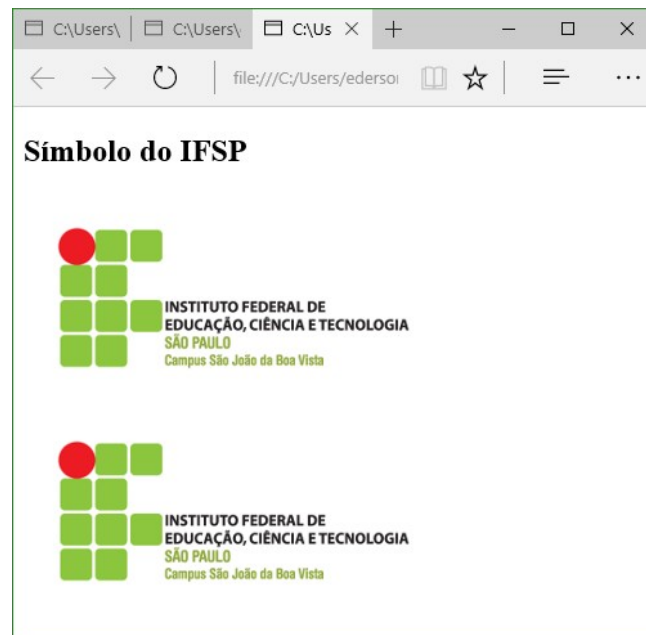 C:\Users\ C:\Users\ C:\Us
file:///C:/Users/ederson
Símbolo do IFSP
INSTITUTO FEDERAL DE
EDUCAÇÃO, CIÊNCIA E TECNOLOGIA
SÃO PAULO
Campus São João da Boa Vista
INSTITUTO FEDERAL DE
EDUCAÇÃO, CIÊNCIA E TECNOLOGIA
SÃO PAULO
Campus São João da Boa Vista